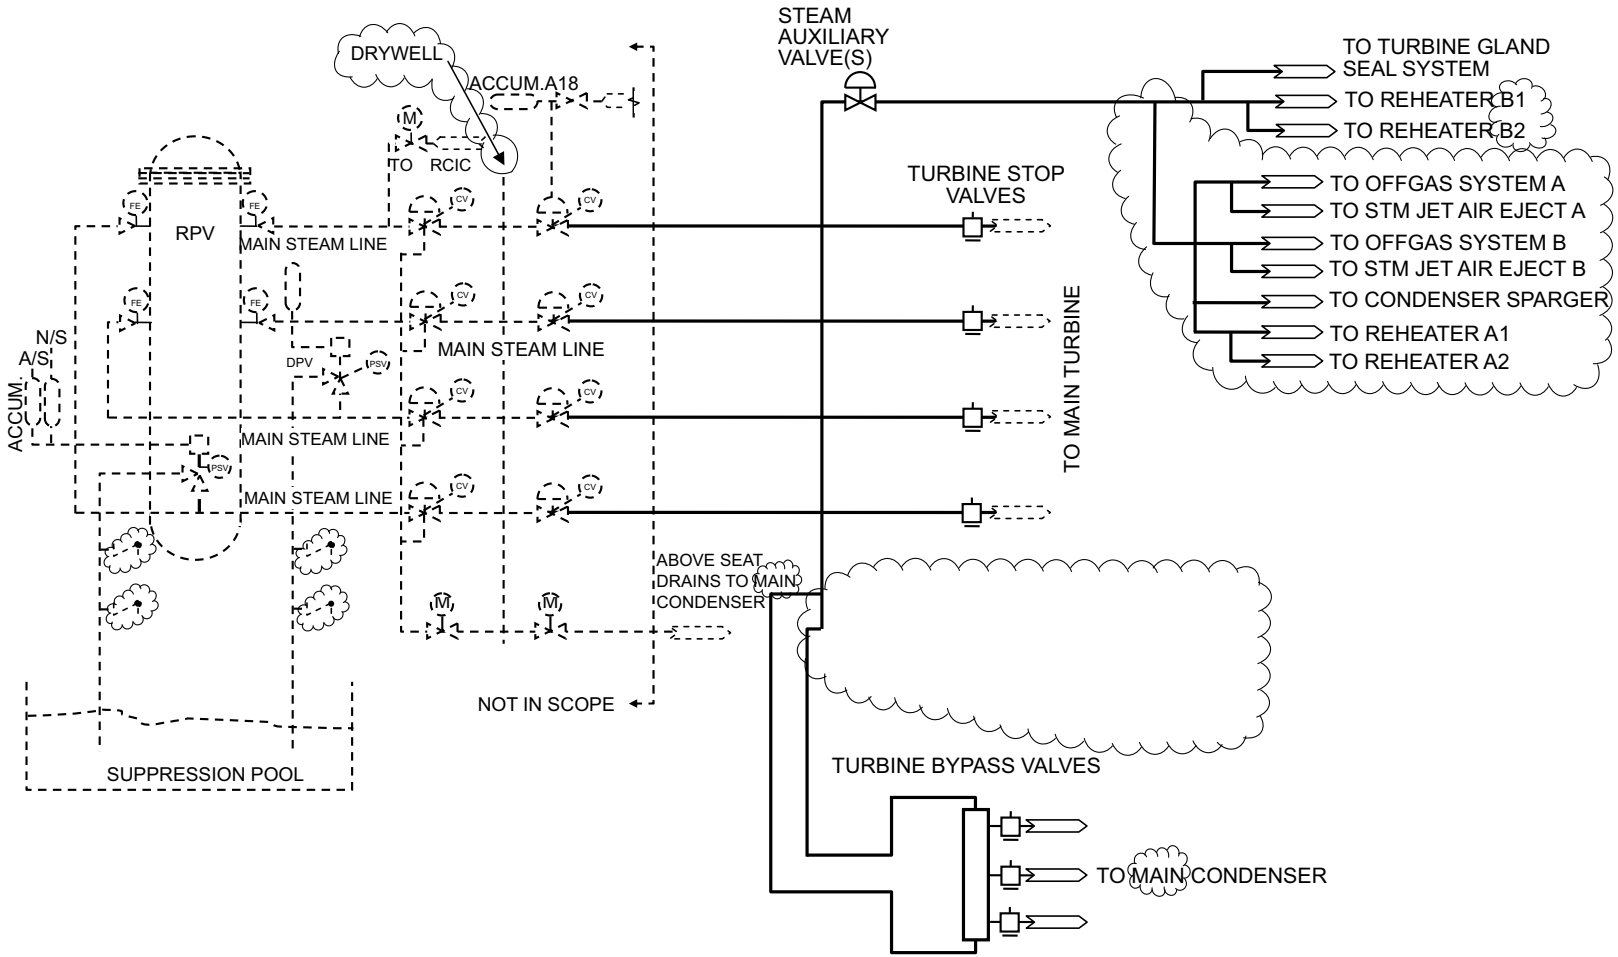 STEAM
AUXILIARY
VALVE(S)
TO TURBINE GLAND
SEAL SYSTEM
TO REHEATER B1
TO REHEATER B2
DRYWELL
ACCUM.A18
M
TO RCIC
TURBINE STOP
VALVES
TO OFFGAS SYSTEM A
TO STM JET AIR EJECT A
TO OFFGAS SYSTEM B
TO STM JET AIR EJECT B
TO CONDENSER SPARGER
TO REHEATER A1
TO REHEATER A2
FE
FE
CV
CV
RPV
MAIN STEAM LINE
FE
FE
CV
CV
MAIN STEAM LINE
TO MAIN TURBINE
N/S
A/S
ACCUM.
DPV
PSV
CV
CV
MAIN STEAM LINE
PSV
CV
CV
MAIN STEAM LINE
ABOVE SEAT
DRAINS TO MAIN
CONDENSER
M
M
NOT IN SCOPE
SUPPRESSION POOL
TURBINE BYPASS VALVES
TO MAIN CONDENSER